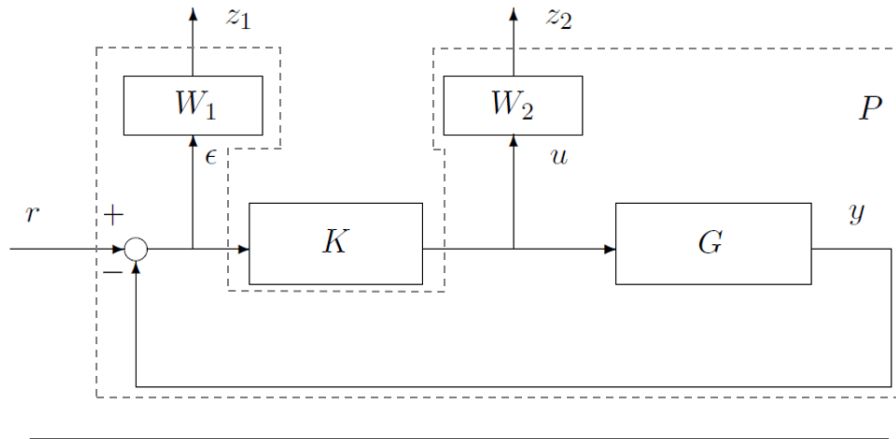 z₁ z₂
W₁ W₂ P
ϵ u
r + K G y
−